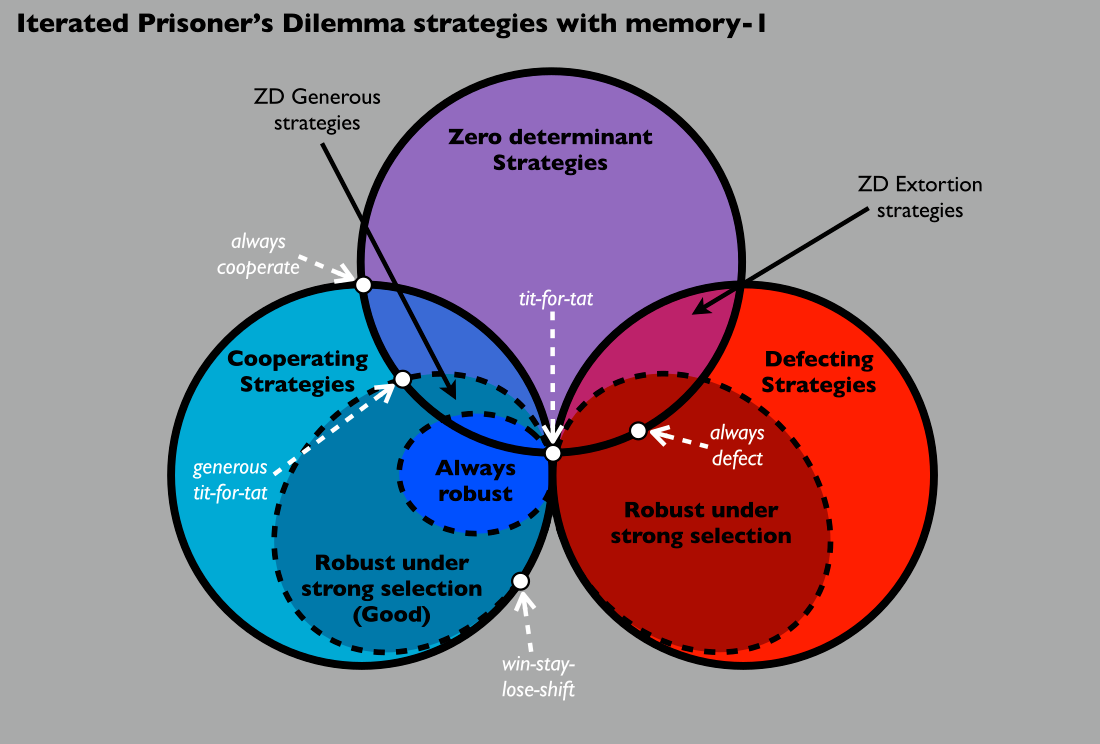 Iterated Prisoner's Dilemma strategies with memory-1
ZD Generous
strategies
Zero determinant
Strategies
ZD Extortion
strategies
always
cooperate
tit-for-tat
Cooperating
Strategies
Defecting
Strategies
generous
tit-for-tat
Always
robust
always
defect
Robust under
strong selection
Robust under
strong selection
(Good)
win-stay-
lose-shift